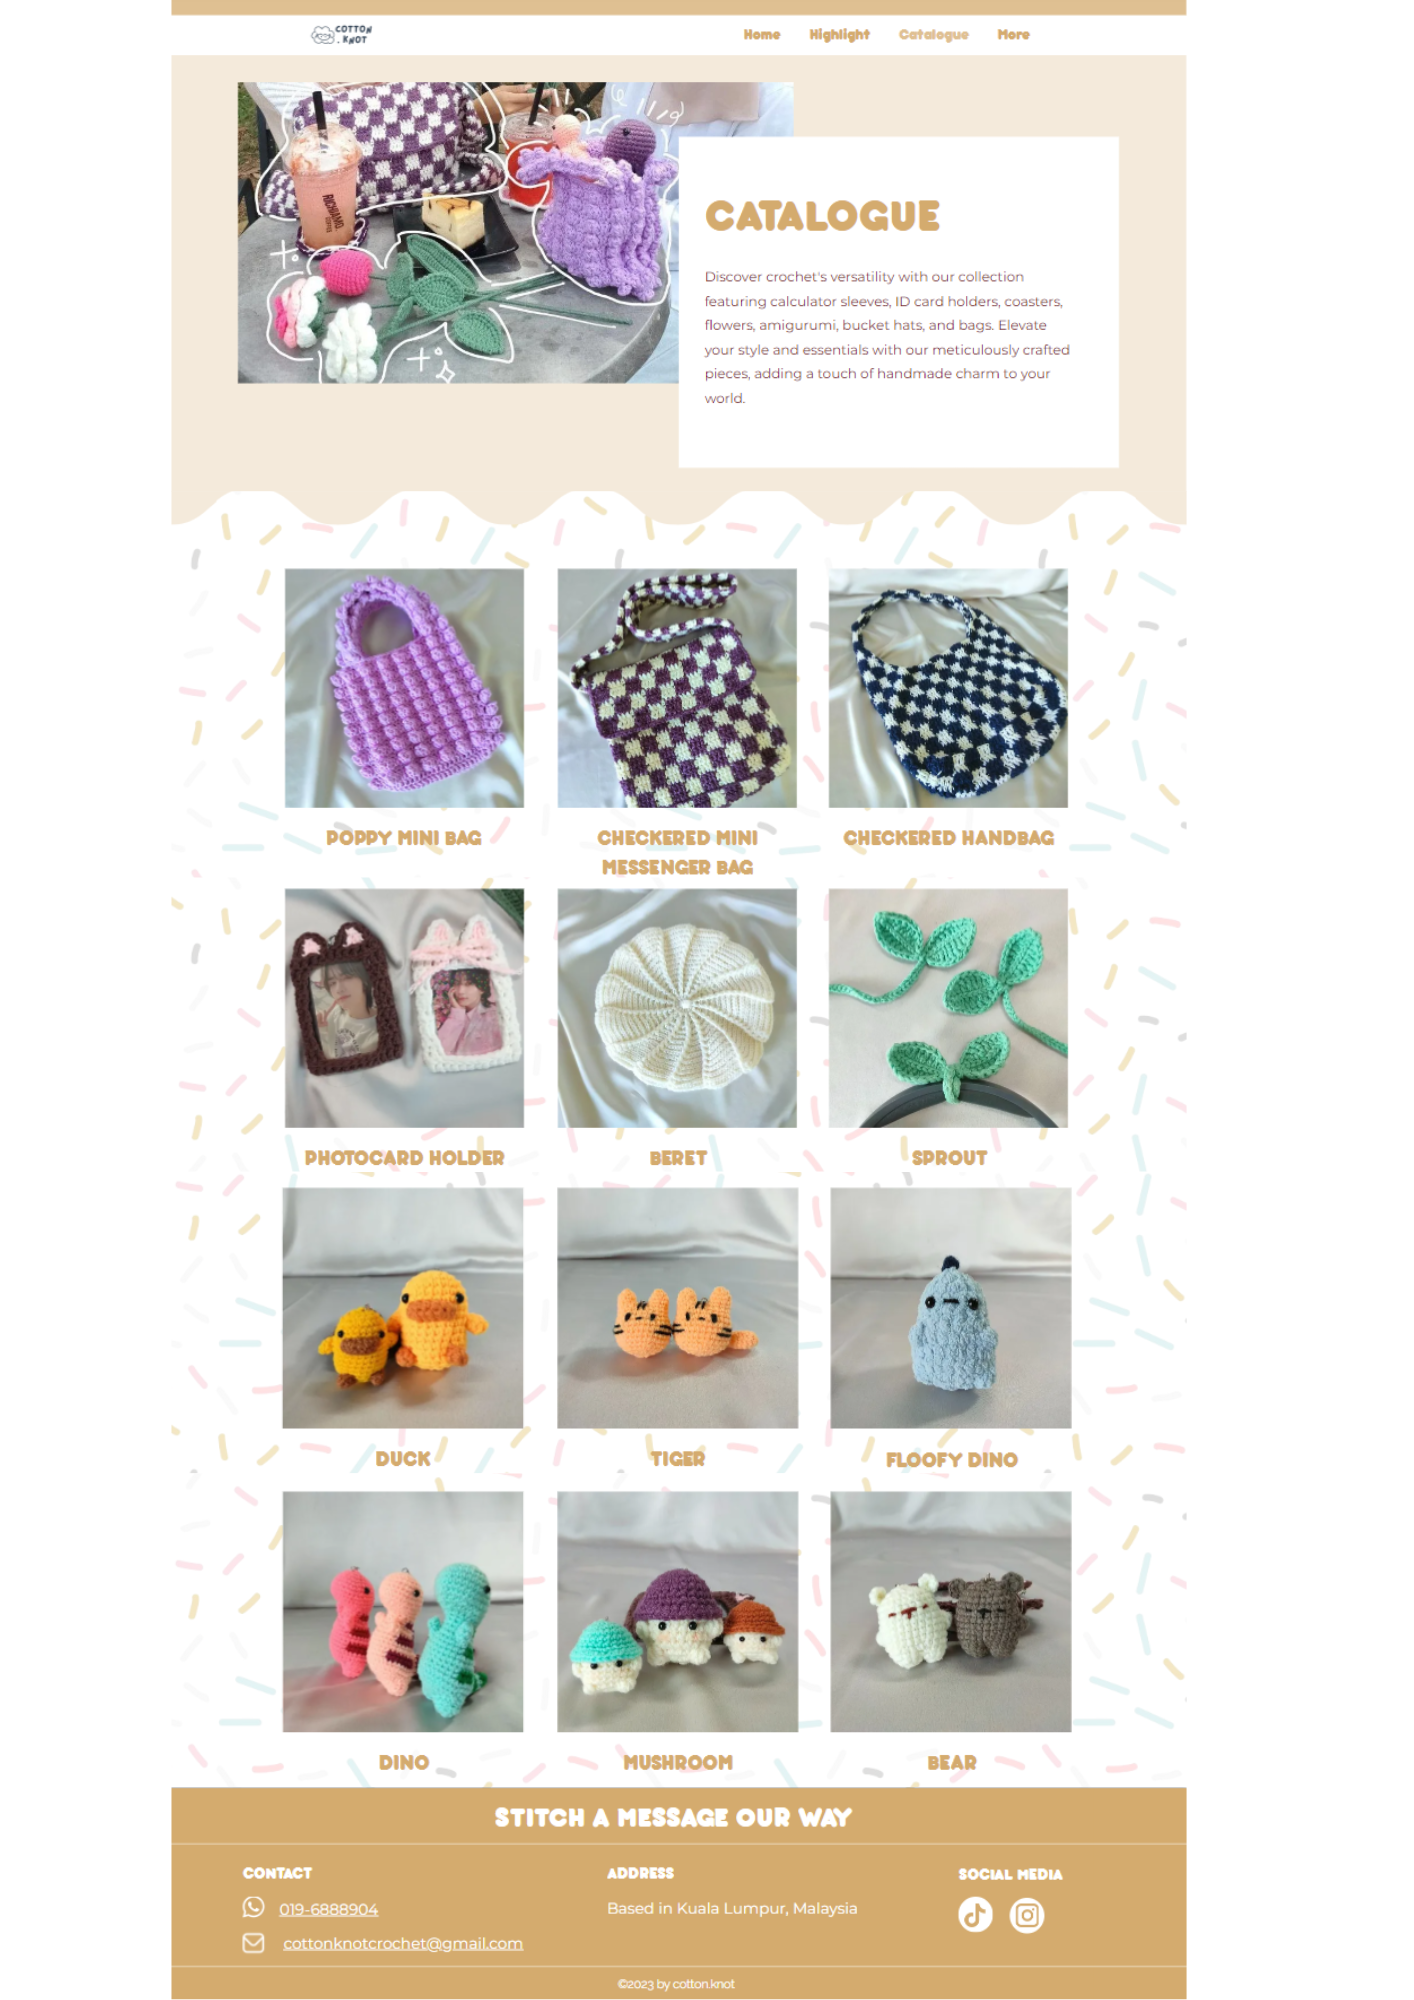 COTTON
. KNOT
Home Highlight Catalogue More
RICHIAMO
COFFEE
CATALOGUE
Discover crochet's versatility with our collection
featuring calculator sleeves, ID card holders, coasters,
flowers, amigurumi, bucket hats, and bags. Elevate
your style and essentials with our meticulously crafted
pieces, adding a touch of handmade charm to your
world.
POPPY MINI BAG
CHECKERED MINI
MESSENGER BAG
CHECKERED HANDBAG
PHOTOCARD HOLDER
BERET
SPROUT
DUCK
TIGER
FLOOFY DINO
DINO
MUSHROOM
BEAR
STITCH A MESSAGE OUR WAY
CONTACT
019-6888904
cottonknotcrochet@gmail.com
ADDRESS
Based in Kuala Lumpur, Malaysia
SOCIAL MEDIA
©2023 by cotton.knot